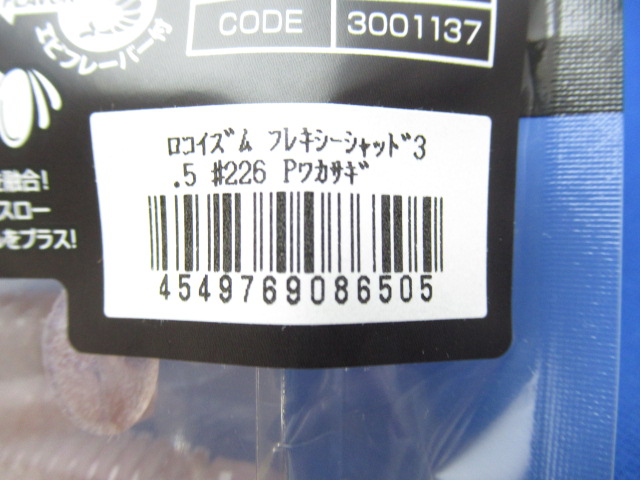 エビフレーバー付
CODE 3001137
融合!
スロー
をプラス!
ﾛｺｲｽﾞﾑ ﾌﾚｷｼｰｼｬｯﾄﾞ3
.5 #226 Pﾜｶｻｷﾞ
4549769086505